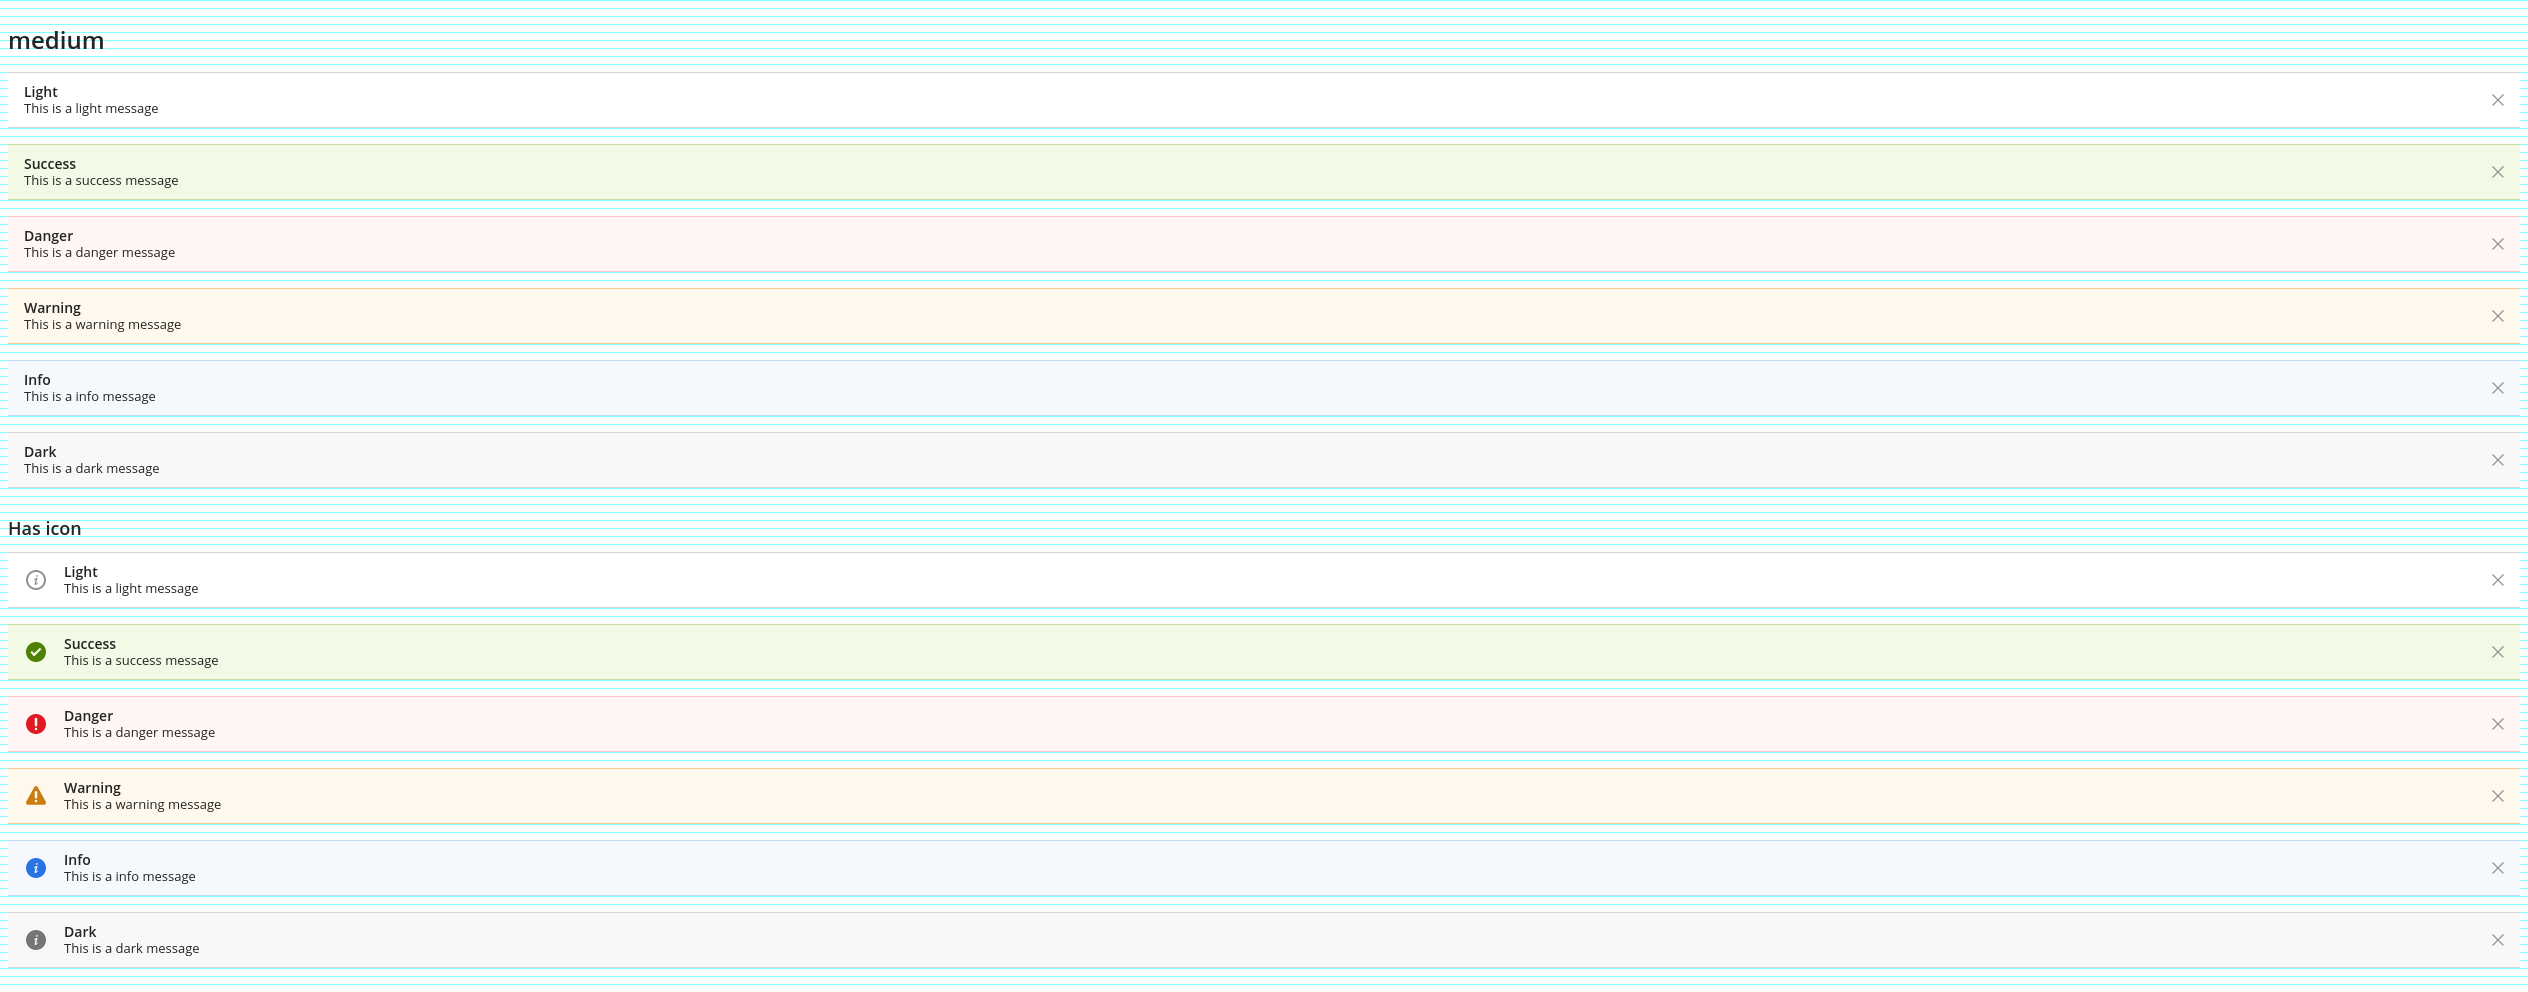 medium
Light
This is a light message
Success
This is a success message
Danger
This is a danger message
Warning
This is a warning message
Info
This is a info message
Dark
This is a dark message
Has icon
Light
This is a light message
Success
This is a success message
Danger
This is a danger message
Warning
This is a warning message
Info
This is a info message
Dark
This is a dark message